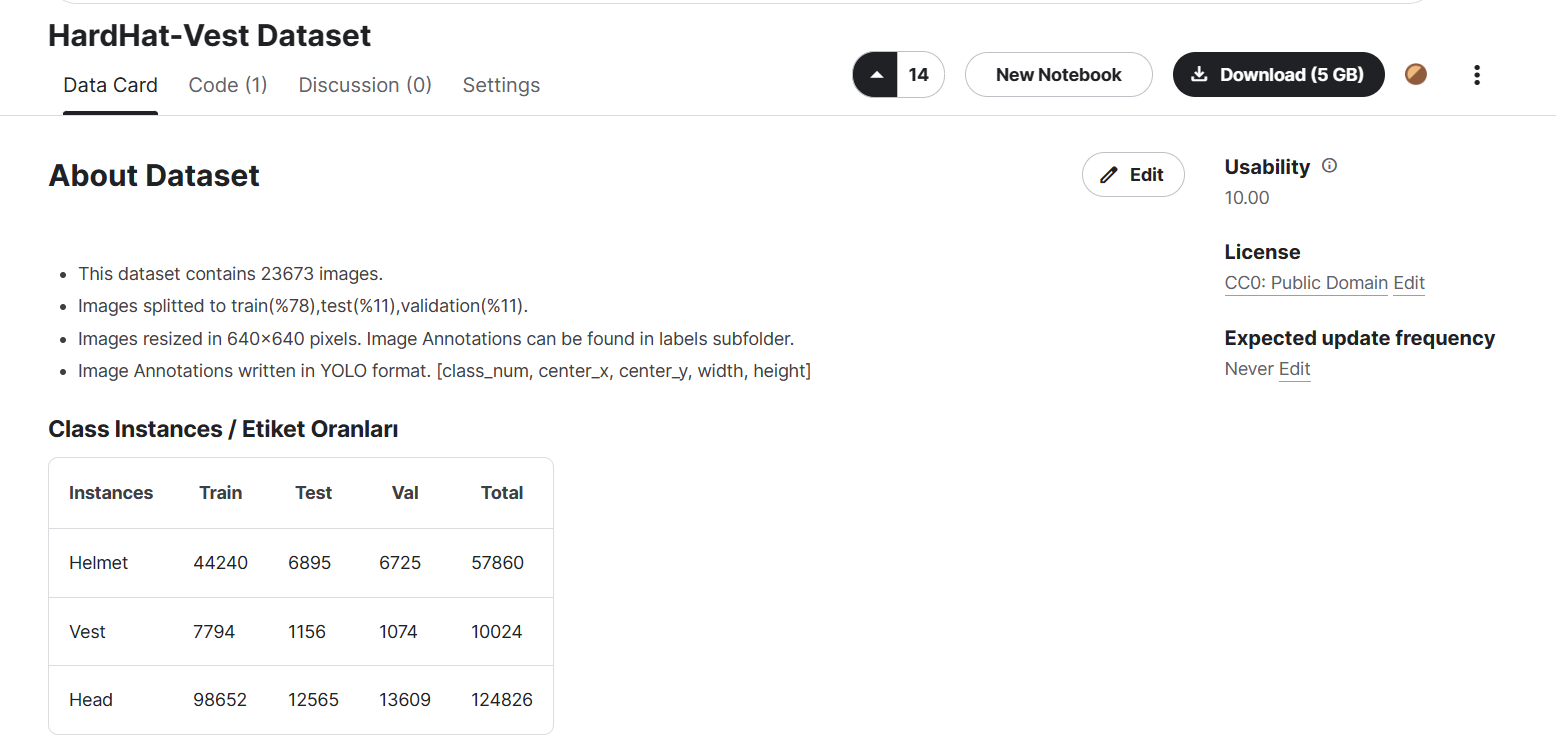 HardHat-Vest Dataset
Data Card Code (1) Discussion (0) Settings
14 New Notebook Download (5 GB)
About Dataset
Edit
Usability
10.00
License
CC0: Public Domain Edit
Expected update frequency
Never Edit
• This dataset contains 23673 images.
• Images splitted to train(%78),test(%11),validation(%11).
• Images resized in 640x640 pixels. Image Annotations can be found in labels subfolder.
• Image Annotations written in YOLO format. [class_num, center_x, center_y, width, height]
Class Instances / Etiket Oranları
Instances Train Test Val Total
Helmet 44240 6895 6725 57860
Vest 7794 1156 1074 10024
Head 98652 12565 13609 124826